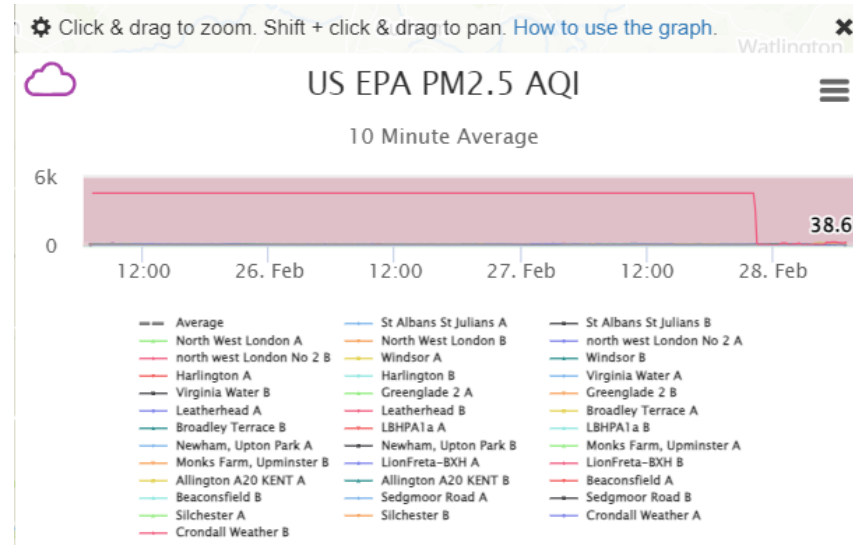 Click & drag to zoom. Shift + click & drag to pan. How to use the graph.
Watlington
US EPA PM2.5 AQI
10 Minute Average
6k
38.6
0
12:00 26. Feb 12:00 27. Feb 12:00 28. Feb
Average St Albans St Julians A St Albans St Julians B
North West London A North West London B north west London No 2 A
north west London No 2 B Windsor A Windsor B
Harlington A Harlington B Virginia Water A
Virginia Water B Greenglade 2 A Greenglade 2 B
Leatherhead A Leatherhead B Broadley Terrace A
Broadley Terrace B LBHPA1a A LBHPA1a B
Newham, Upton Park A Newham, Upton Park B Monks Farm, Upminster A
Monks Farm, Upminster B LionFreta-BXH A LionFreta-BXH B
Allington A20 KENT A Allington A20 KENT B Beaconsfield A
Beaconsfield B Sedgmoor Road A Sedgmoor Road B
Silchester A Silchester B Crondall Weather A
Crondall Weather B